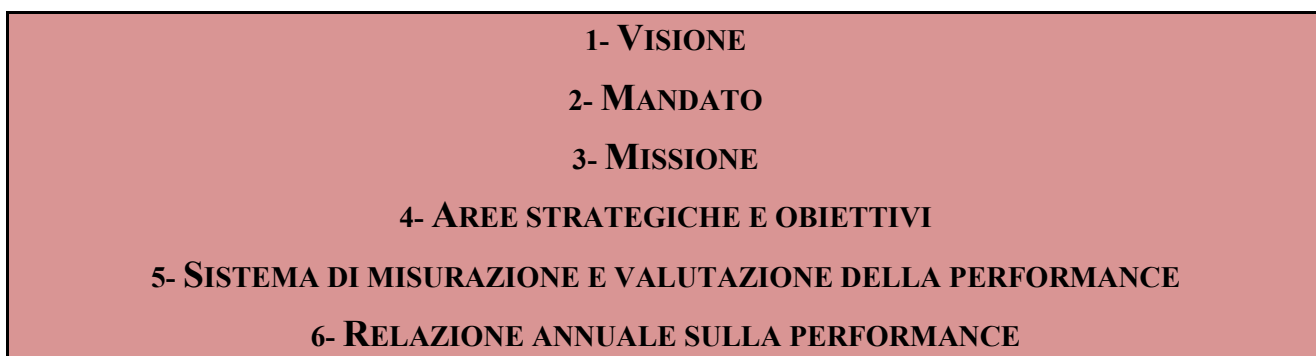 1- VISIONE
2- MANDATO
3- MISSIONE
4- AREE STRATEGICHE E OBIETTIVI
5- SISTEMA DI MISURAZIONE E VALUTAZIONE DELLA PERFORMANCE
6- RELAZIONE ANNUALE SULLA PERFORMANCE